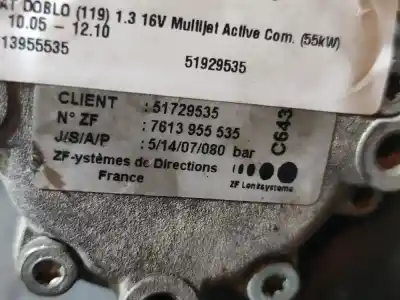 AT DOBLO (119) 1.3 16V Multijet Active Com. (55kW)
10.05 – 12.10
13955535
51929535
CLIENT : 51729535
N° ZF : 7613 955 535
J/S/A/P : 5/14/07/080 bar
ZF-ystèmes de Directions
France
C643
ZF Lenksysteme